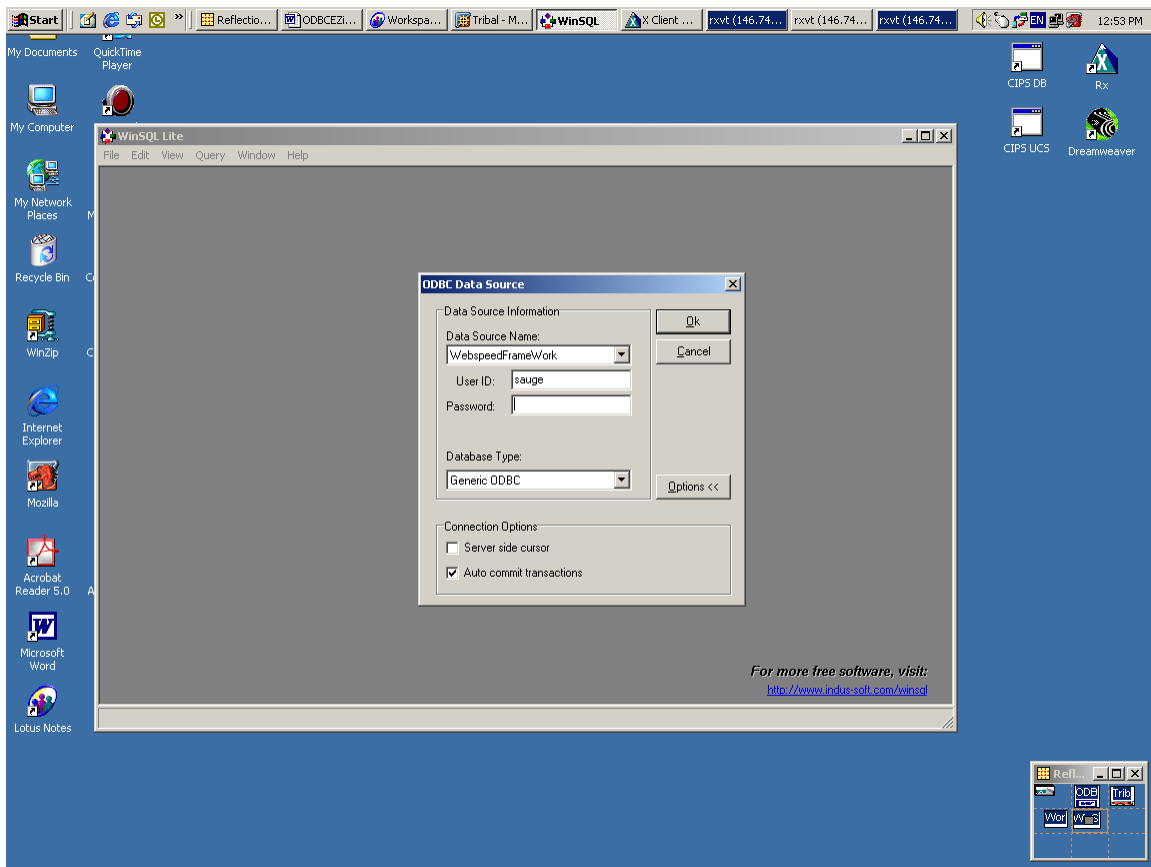 Start
»
Reflectio...
ODBCEZi...
Workspa...
Tribal - M...
WinSQL
X Client ...
rxvt (146.74...
rxvt (146.74...
rxvt (146.74...
EN
12:53 PM
My Documents
QuickTime
Player
CIPS DB
Rx
My Computer
CIPS UCS
Dreamweaver
My Network
Places
M
Recycle Bin
WinZip
C
Internet
Explorer
Mozilla
Acrobat
Reader 5.0
A
Microsoft
Word
Lotus Notes
WinSQL Lite
File Edit View Query Window Help
ODBC Data Source
Data Source Information
Ok
Data Source Name:
WebspeedFrameWork
Cancel
User ID:
sauge
Password:
Database Type:
Generic ODBC
Options <<
Connection Options
Server side cursor
Auto commit transactions
For more free software, visit:
http://www.indus-soft.com/winsql
Refl...
ODB
Trib
Wor